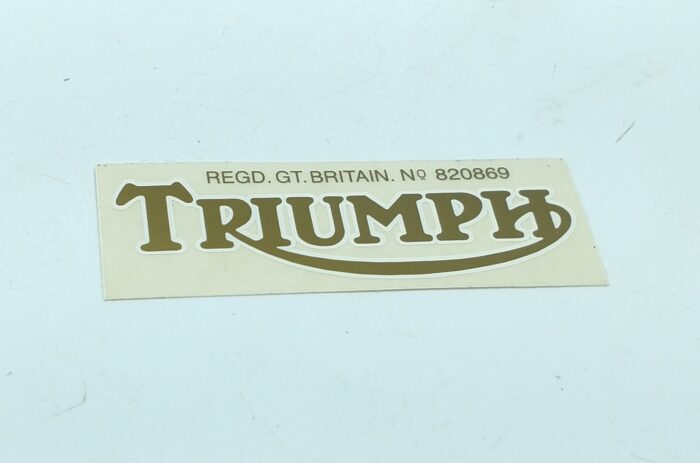 REGD. GT. BRITAIN. Nº 820869
TRIUMPH